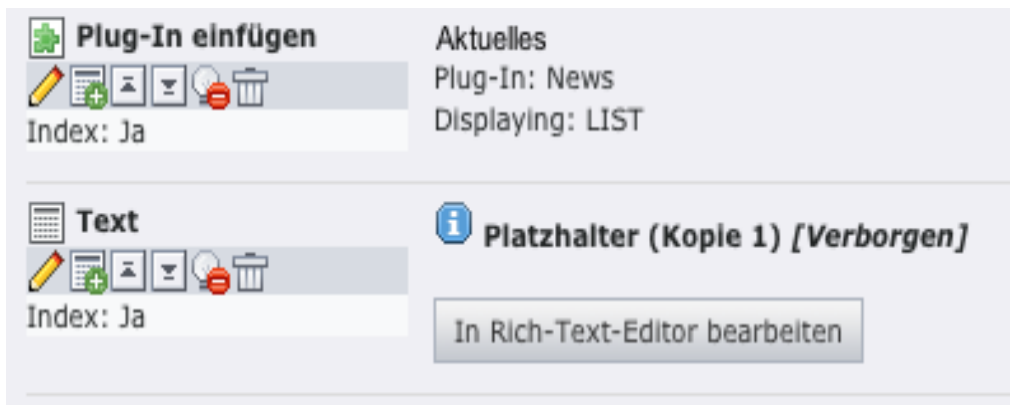 Plug-In einfügen
Aktuelles
Plug-In: News
Displaying: LIST
Index: Ja
Text
Platzhalter (Kopie 1) [Verborgen]
Index: Ja
In Rich-Text-Editor bearbeiten